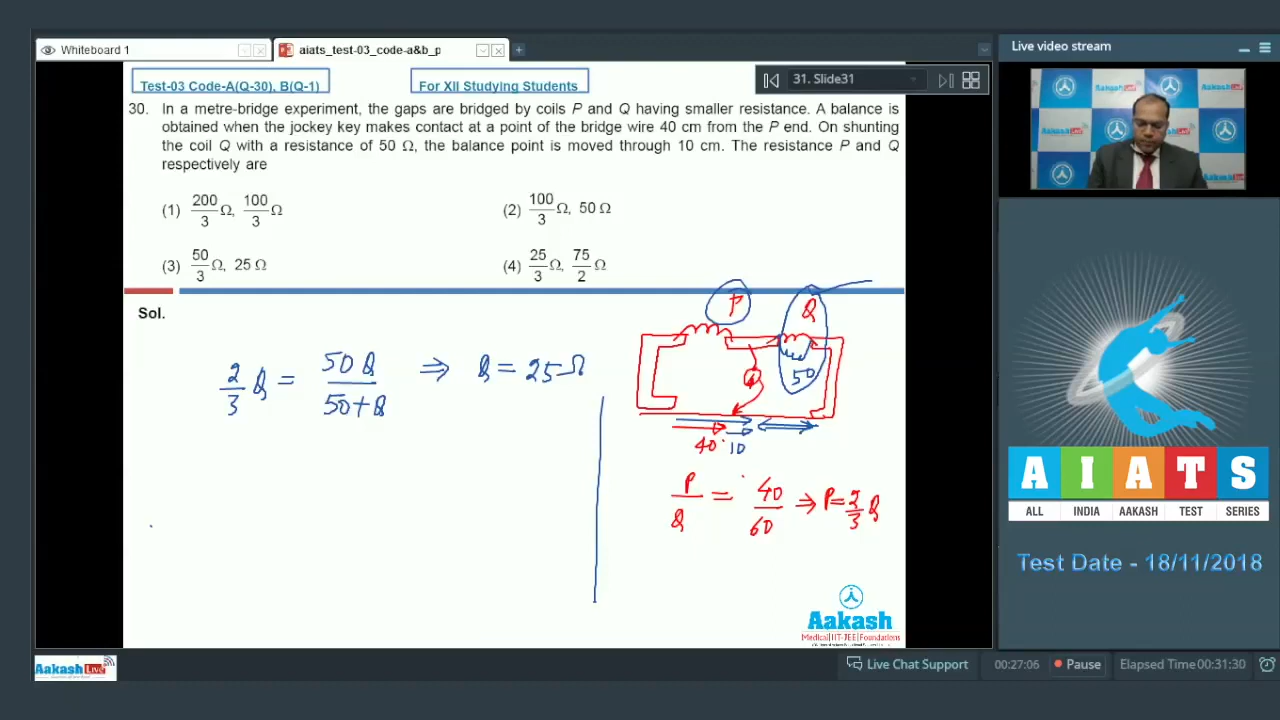 Whiteboard 1
aiats_test-03_code-a&b_p
Live video stream
Test-03 Code-A(Q-30), B(Q-1)
For XII Studying Students
31. Slide31
30. In a metre-bridge experiment, the gaps are bridged by coils P and Q having smaller resistance. A balance is
obtained when the jockey key makes contact at a point of the bridge wire 40 cm from the P end. On shunting
the coil Q with a resistance of 50 Ω, the balance point is moved through 10 cm. The resistance P and Q
respectively are
(1) 200/3 Ω, 100/3 Ω
(2) 100/3 Ω, 50 Ω
(3) 50/3 Ω, 25 Ω
(4) 25/3 Ω, 75/2 Ω
Sol.
P
Q
50
2/3 Q = 50Q/50+Q ⇒ Q = 25 Ω
40
10
P/Q = 40/60 ⇒ P = 2/3 Q
AIATS
ALL INDIA AAKASH TEST SERIES
Test Date - 18/11/2018
Aakash
Medical|IIT-JEE|Foundations
Aakash Live
Live Chat Support
00:27:06
Pause
Elapsed Time 00:31:30